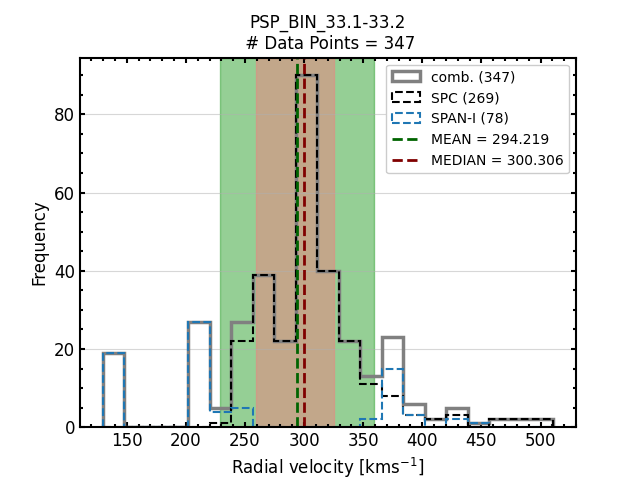 PSP_BIN_33.1-33.2
# Data Points = 347
comb. (347)
SPC (269)
SPAN-I (78)
MEAN = 294.219
MEDIAN = 300.306
Frequency
80
60
40
20
0
150 200 250 300 350 400 450 500
Radial velocity [kms⁻¹]